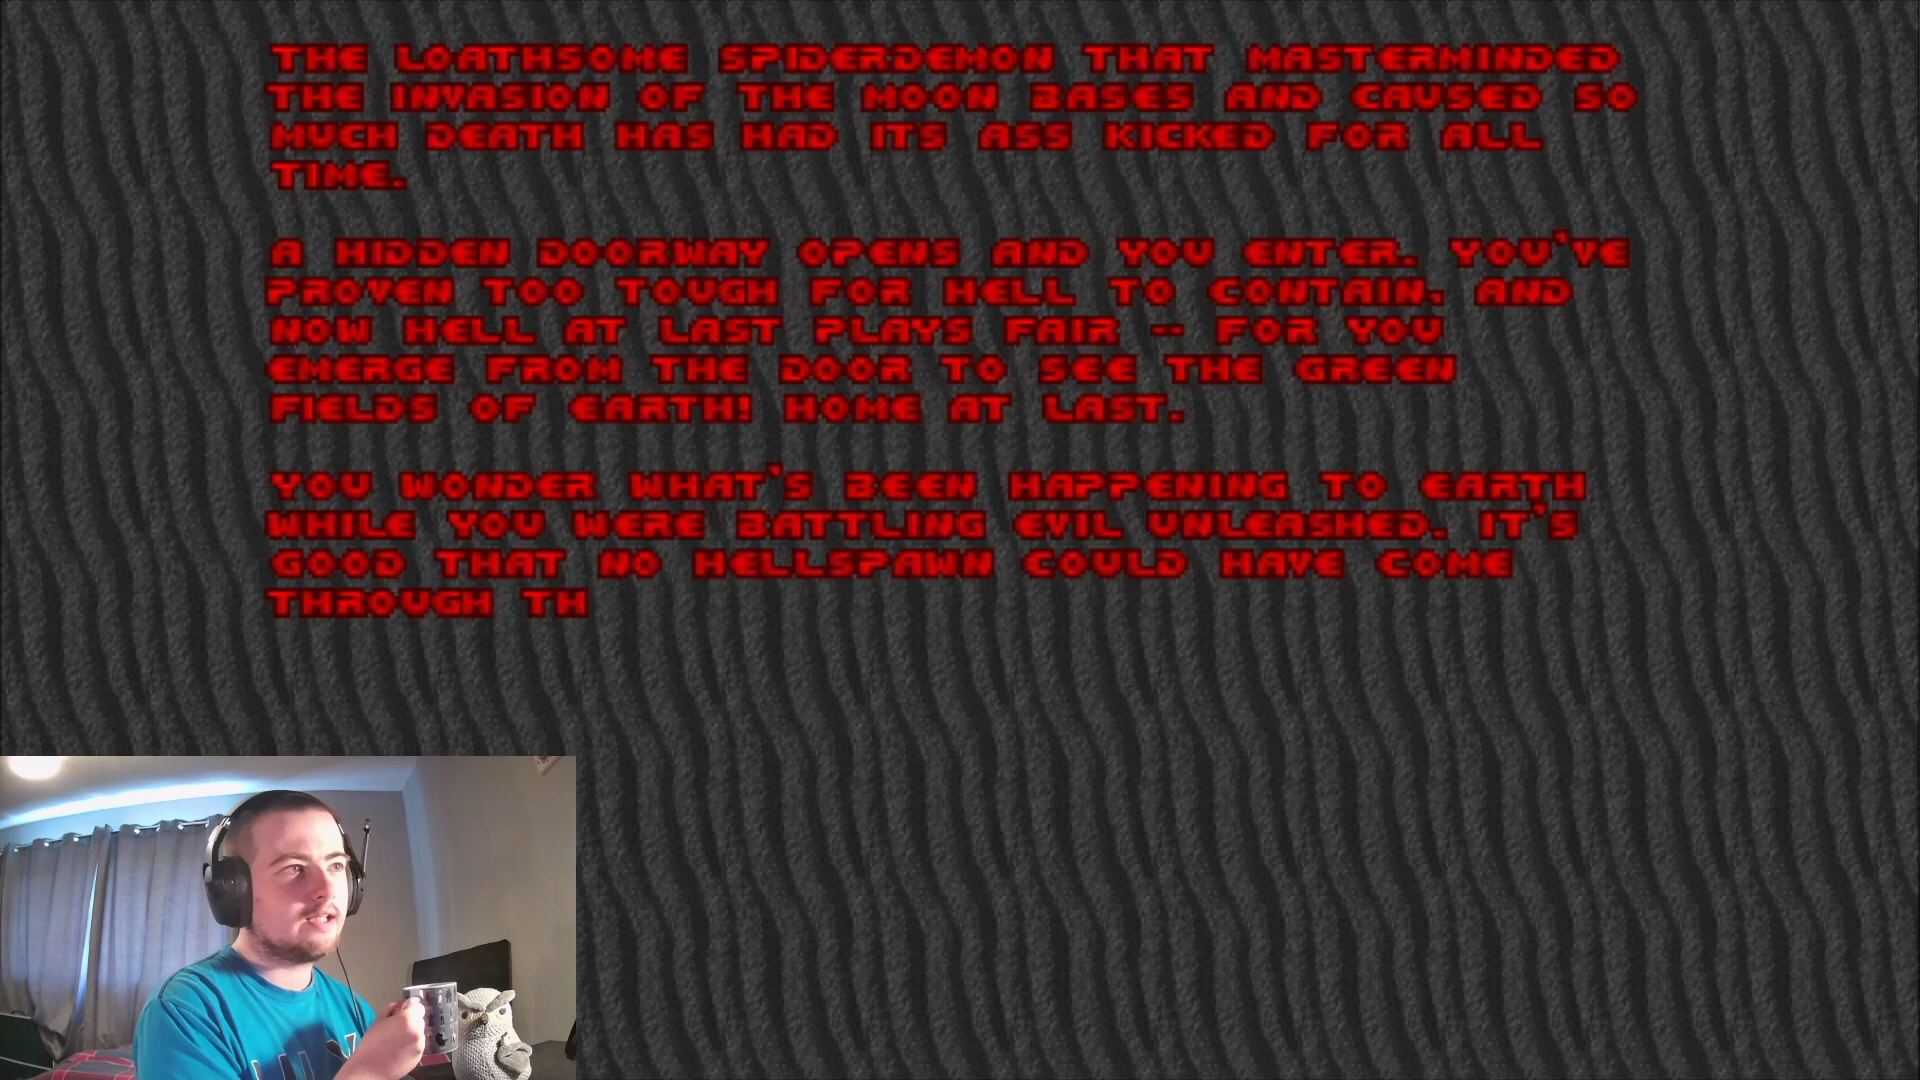 THE LOATHSOME SPIDERDEMON THAT MASTERMINDED
THE INVASION OF THE MOON BASES AND CAUSED SO
MUCH DEATH HAS HAD ITS ASS KICKED FOR ALL
TIME.
A HIDDEN DOORWAY OPENS AND YOU ENTER. YOU'VE
PROVEN TOO TOUGH FOR HELL TO CONTAIN, AND
NOW HELL AT LAST PLAYS FAIR -- FOR YOU
EMERGE FROM THE DOOR TO SEE THE GREEN
FIELDS OF EARTH! HOME AT LAST.
YOU WONDER WHAT'S BEEN HAPPENING TO EARTH
WHILE YOU WERE BATTLING EVIL UNLEASHED. IT'S
GOOD THAT NO HELLSPAWN COULD HAVE COME
THROUGH TH